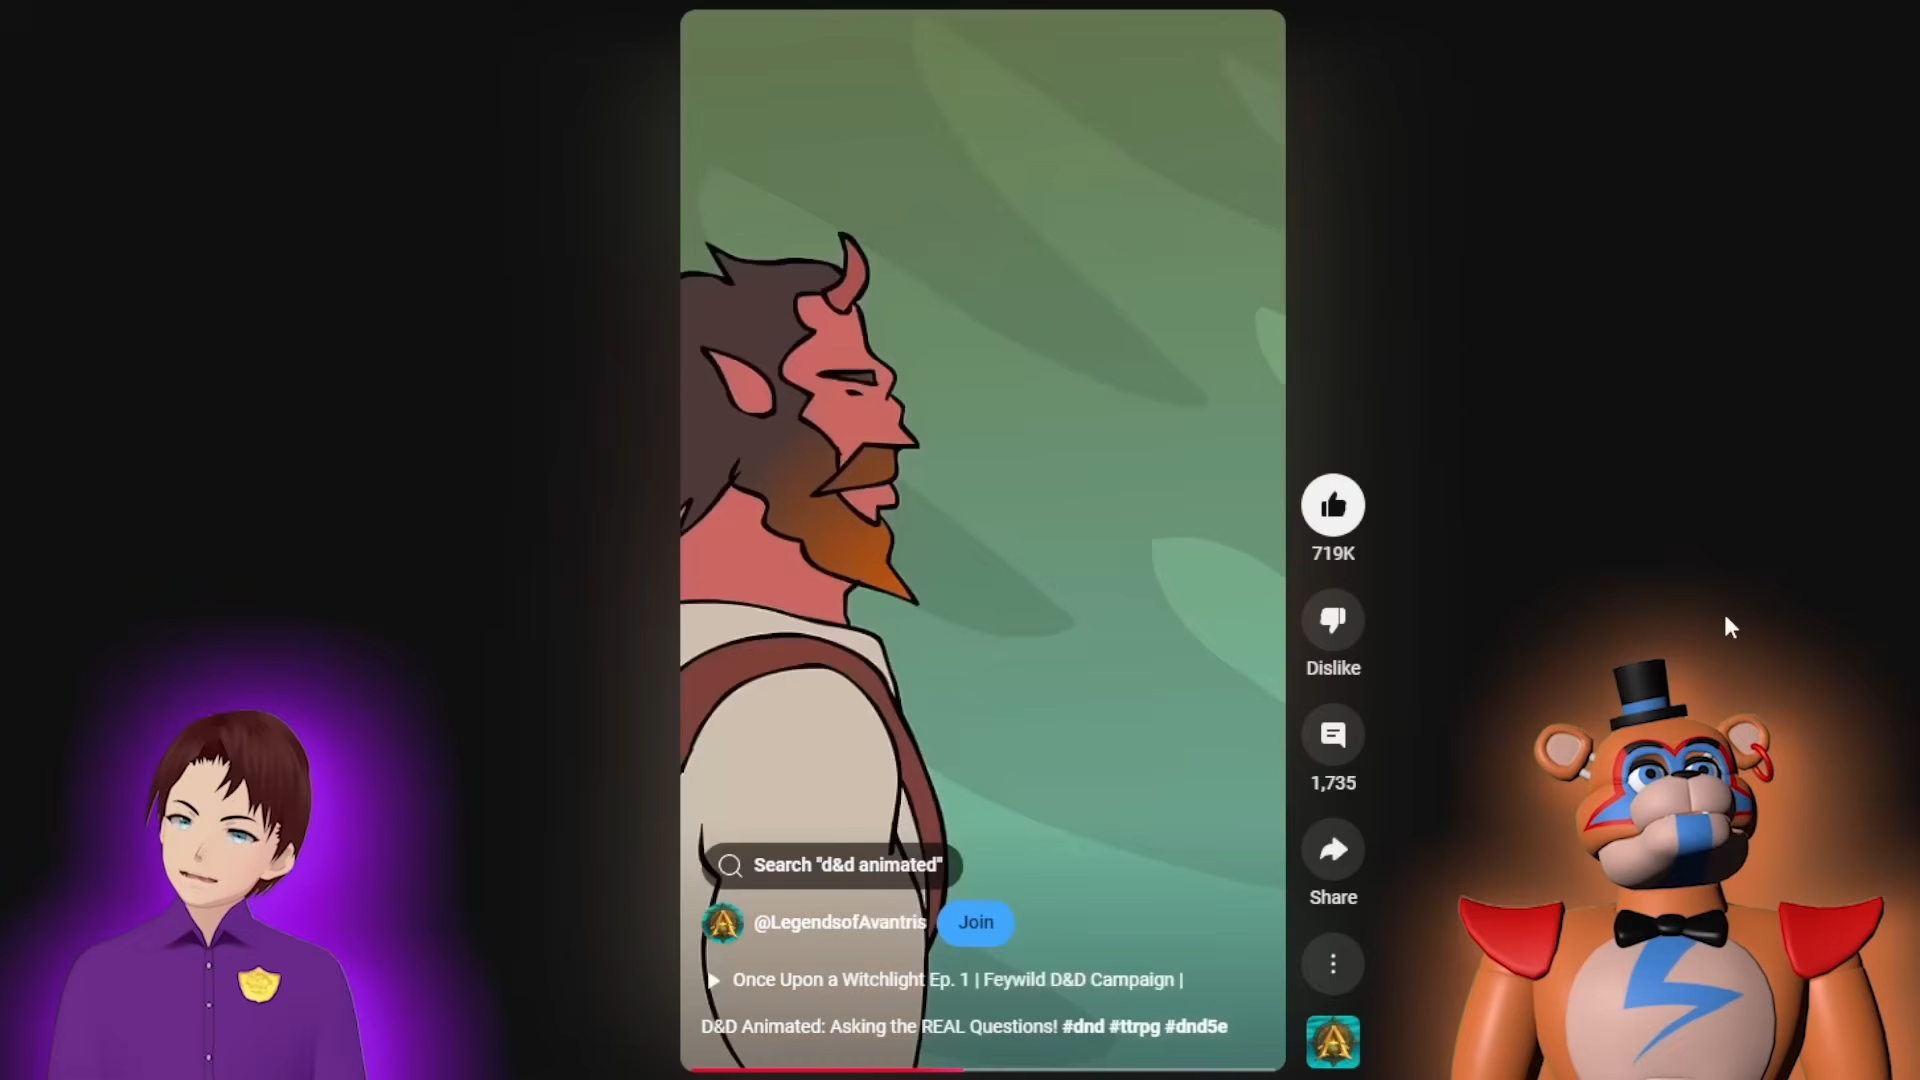 719K
Dislike
1,735
Share
Search "d&d animated"
@LegendsofAvantris Join
Once Upon a Witchlight Ep. 1 | Feywild D&D Campaign |
D&D Animated: Asking the REAL Questions! #dnd #ttrpg #dnd5e